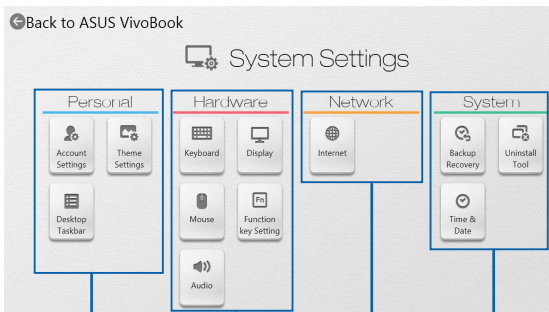 Back to ASUS VivoBook
System Settings
Personal
Account
Settings
Theme
Settings
Desktop
Taskbar
Hardware
Keyboard
Display
Mouse
Fn
Function
key Setting
Audio
Network
Internet
System
Backup
Recovery
Uninstall
Tool
Time &
Date